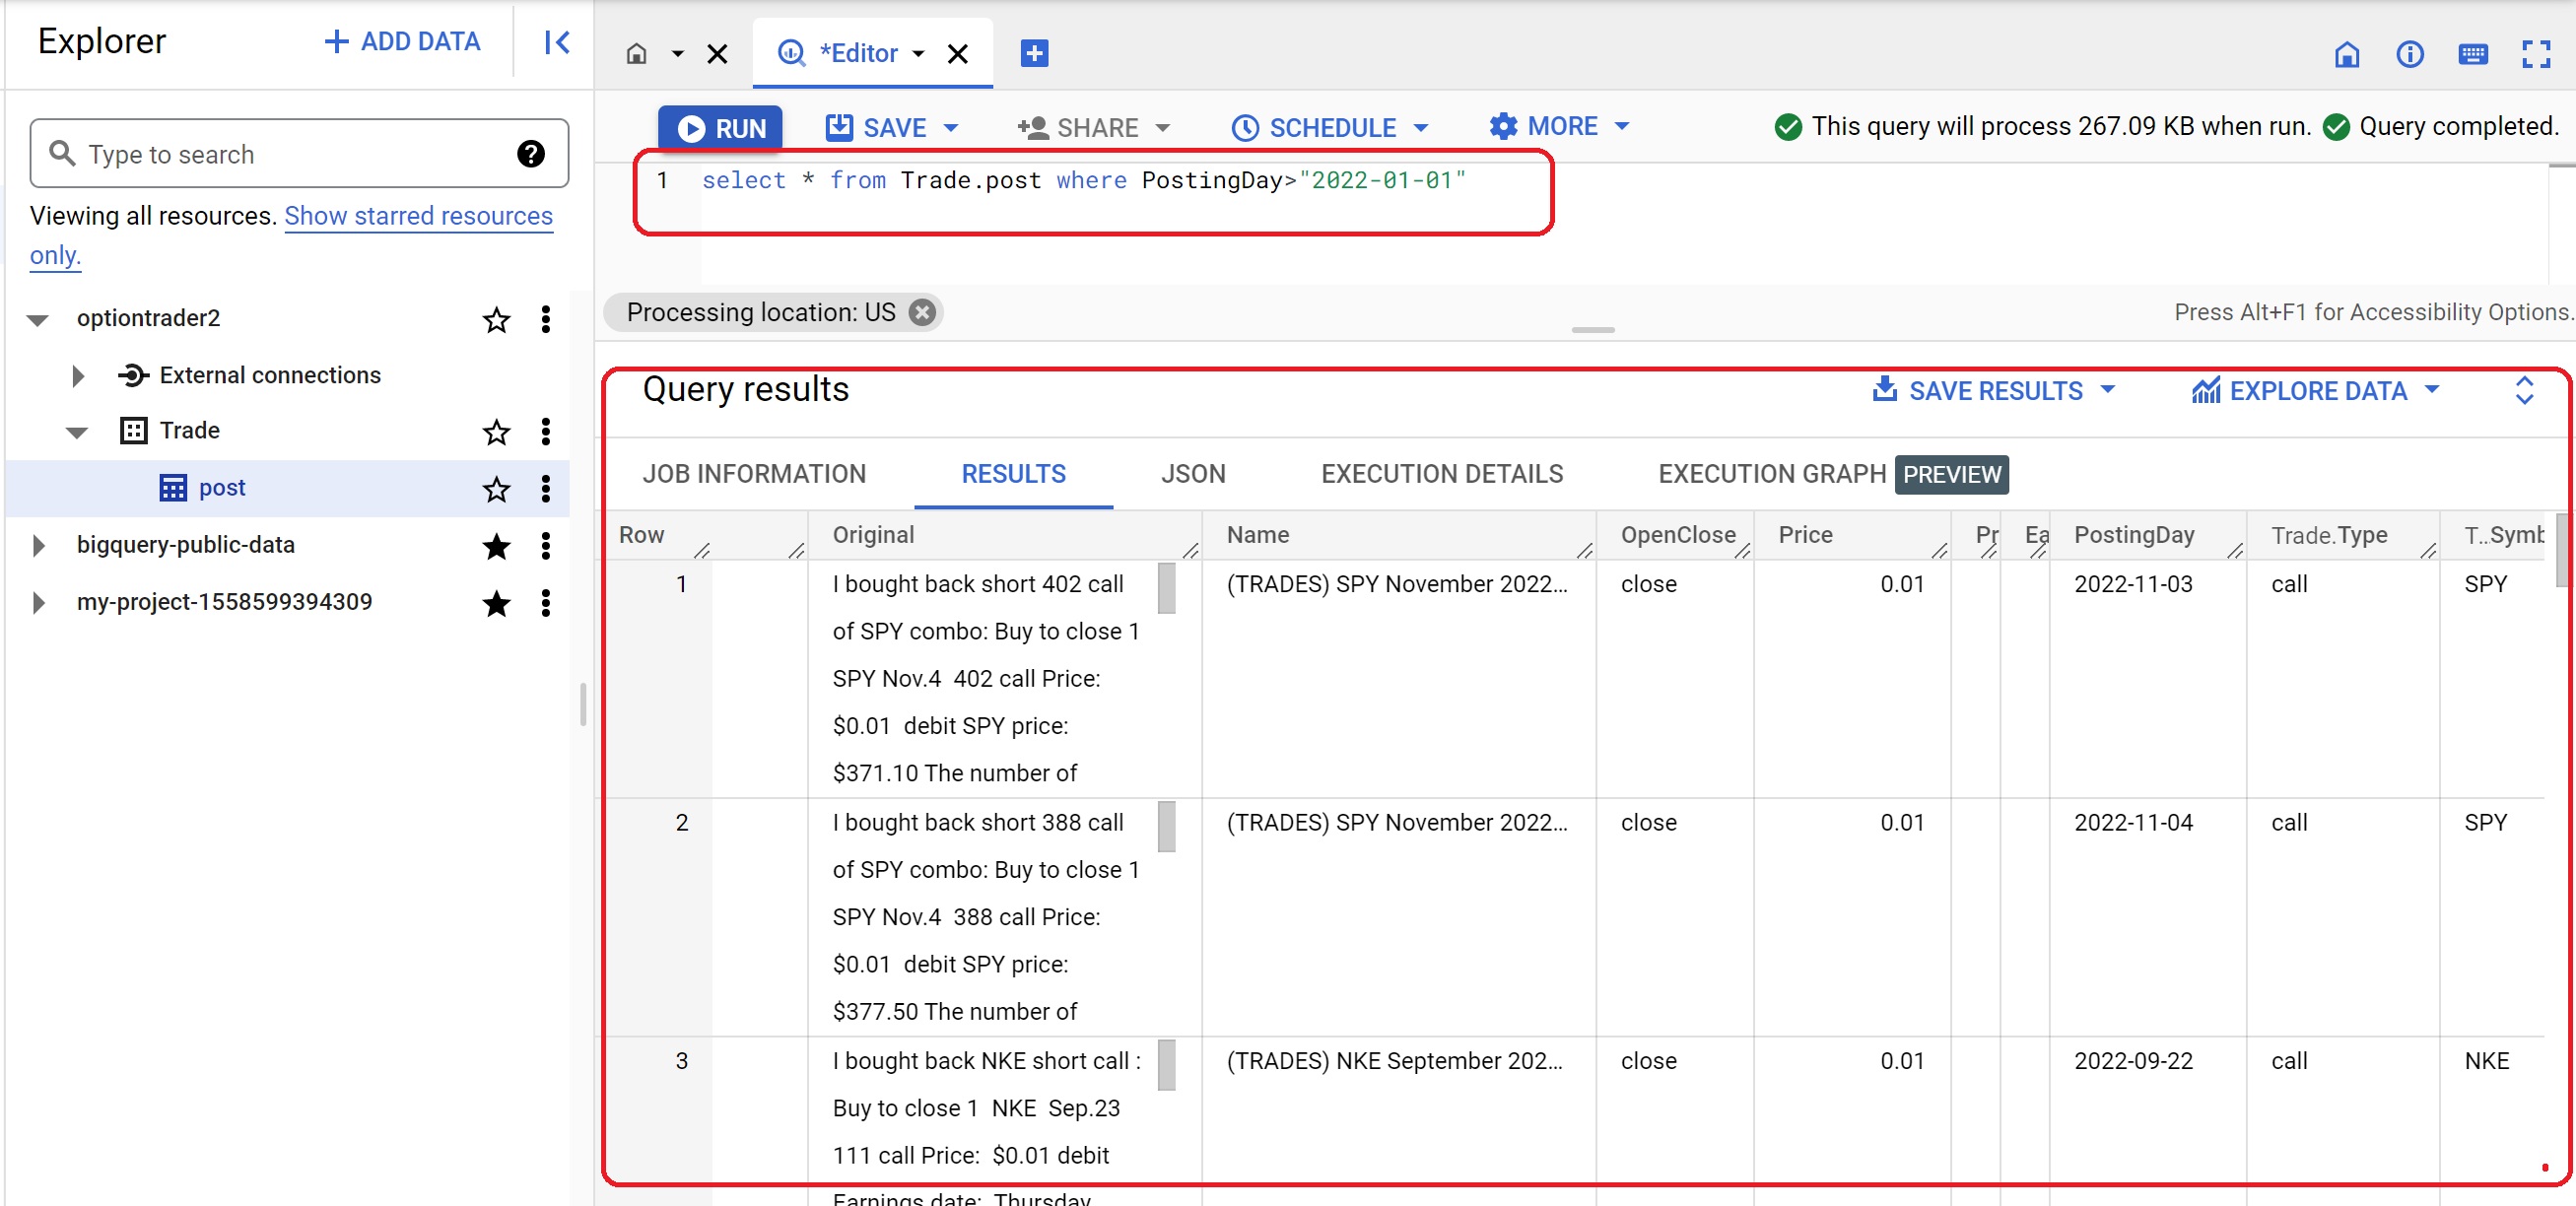 Explorer
ADD DATA
*Editor
Type to search
Viewing all resources. Show starred resources
only.
optiontrader2
External connections
Trade
post
bigquery-public-data
my-project-1558599394309
RUN
SAVE
SHARE
SCHEDULE
MORE
This query will process 267.09 KB when run.
Query completed.
1 select * from Trade.post where PostingDay>"2022-01-01"
Processing location: US
Press Alt+F1 for Accessibility Options.
Query results
SAVE RESULTS
EXPLORE DATA
JOB INFORMATION RESULTS JSON EXECUTION DETAILS EXECUTION GRAPH PREVIEW
Row Original Name OpenClose Price Pr Ea PostingDay Trade.Type T..Symb
1 I bought back short 402 call (TRADES) SPY November 2022... close 0.01 2022-11-03 call SPY
of SPY combo: Buy to close 1
SPY Nov.4 402 call Price:
$0.01 debit SPY price:
$371.10 The number of
2 I bought back short 388 call (TRADES) SPY November 2022... close 0.01 2022-11-04 call SPY
of SPY combo: Buy to close 1
SPY Nov.4 388 call Price:
$0.01 debit SPY price:
$377.50 The number of
3 I bought back NKE short call : (TRADES) NKE September 202... close 0.01 2022-09-22 call NKE
Buy to close 1 NKE Sep.23
111 call Price: $0.01 debit
Earnings date: Thursday